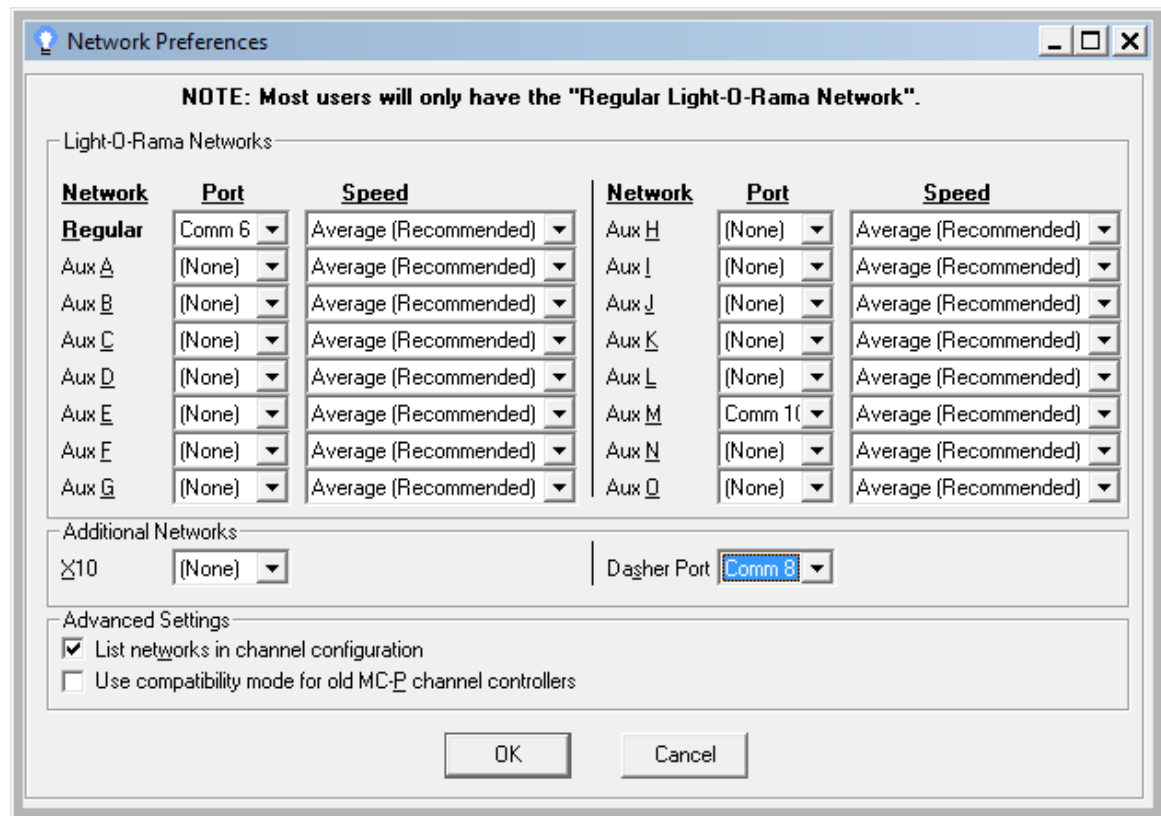 Network Preferences
NOTE: Most users will only have the "Regular Light-O-Rama Network".
Light-O-Rama Networks
Network Port Speed Network Port Speed
Regular Comm 6 Average (Recommended) Aux H (None) Average (Recommended)
Aux A (None) Average (Recommended) Aux I (None) Average (Recommended)
Aux B (None) Average (Recommended) Aux J (None) Average (Recommended)
Aux C (None) Average (Recommended) Aux K (None) Average (Recommended)
Aux D (None) Average (Recommended) Aux L (None) Average (Recommended)
Aux E (None) Average (Recommended) Aux M Comm 10 Average (Recommended)
Aux F (None) Average (Recommended) Aux N (None) Average (Recommended)
Aux G (None) Average (Recommended) Aux O (None) Average (Recommended)
Additional Networks
X10 (None) Dasher Port Comm 8
Advanced Settings
List networks in channel configuration
Use compatibility mode for old MC-P channel controllers
OK Cancel